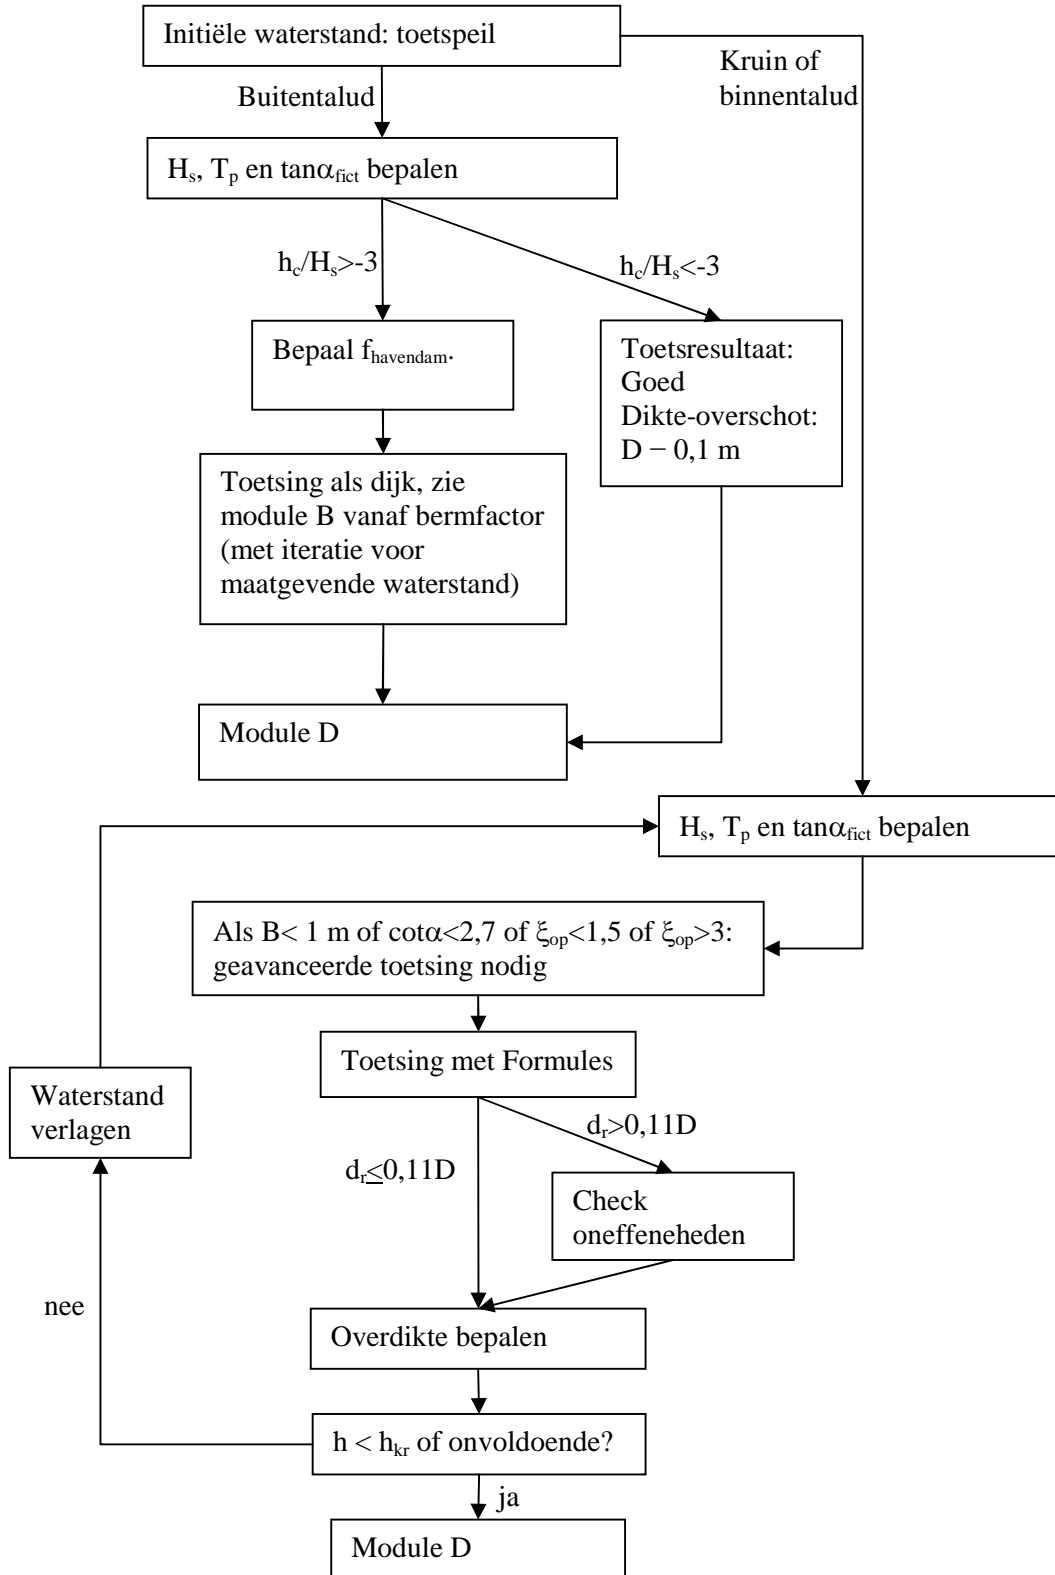 Initiële waterstand: toetspeil
Kruin of
binnentalud
Buitentalud
Hs, Tp en tanαfict bepalen
hc/Hs>-3
hc/Hs<-3
Bepaal fhavendam.
Toetsresultaat:
Goed
Dikte-overschot:
D − 0,1 m
Toetsing als dijk, zie
module B vanaf bermfactor
(met iteratie voor
maatgevende waterstand)
Module D
Hs, Tp en tanαfict bepalen
Als B< 1 m of cotα<2,7 of ξop<1,5 of ξop>3:
geavanceerde toetsing nodig
Toetsing met Formules
Waterstand
verlagen
dr>0,11D
dr≤0,11D
Check
oneffeneheden
nee
Overdikte bepalen
h < hkr of onvoldoende?
ja
Module D